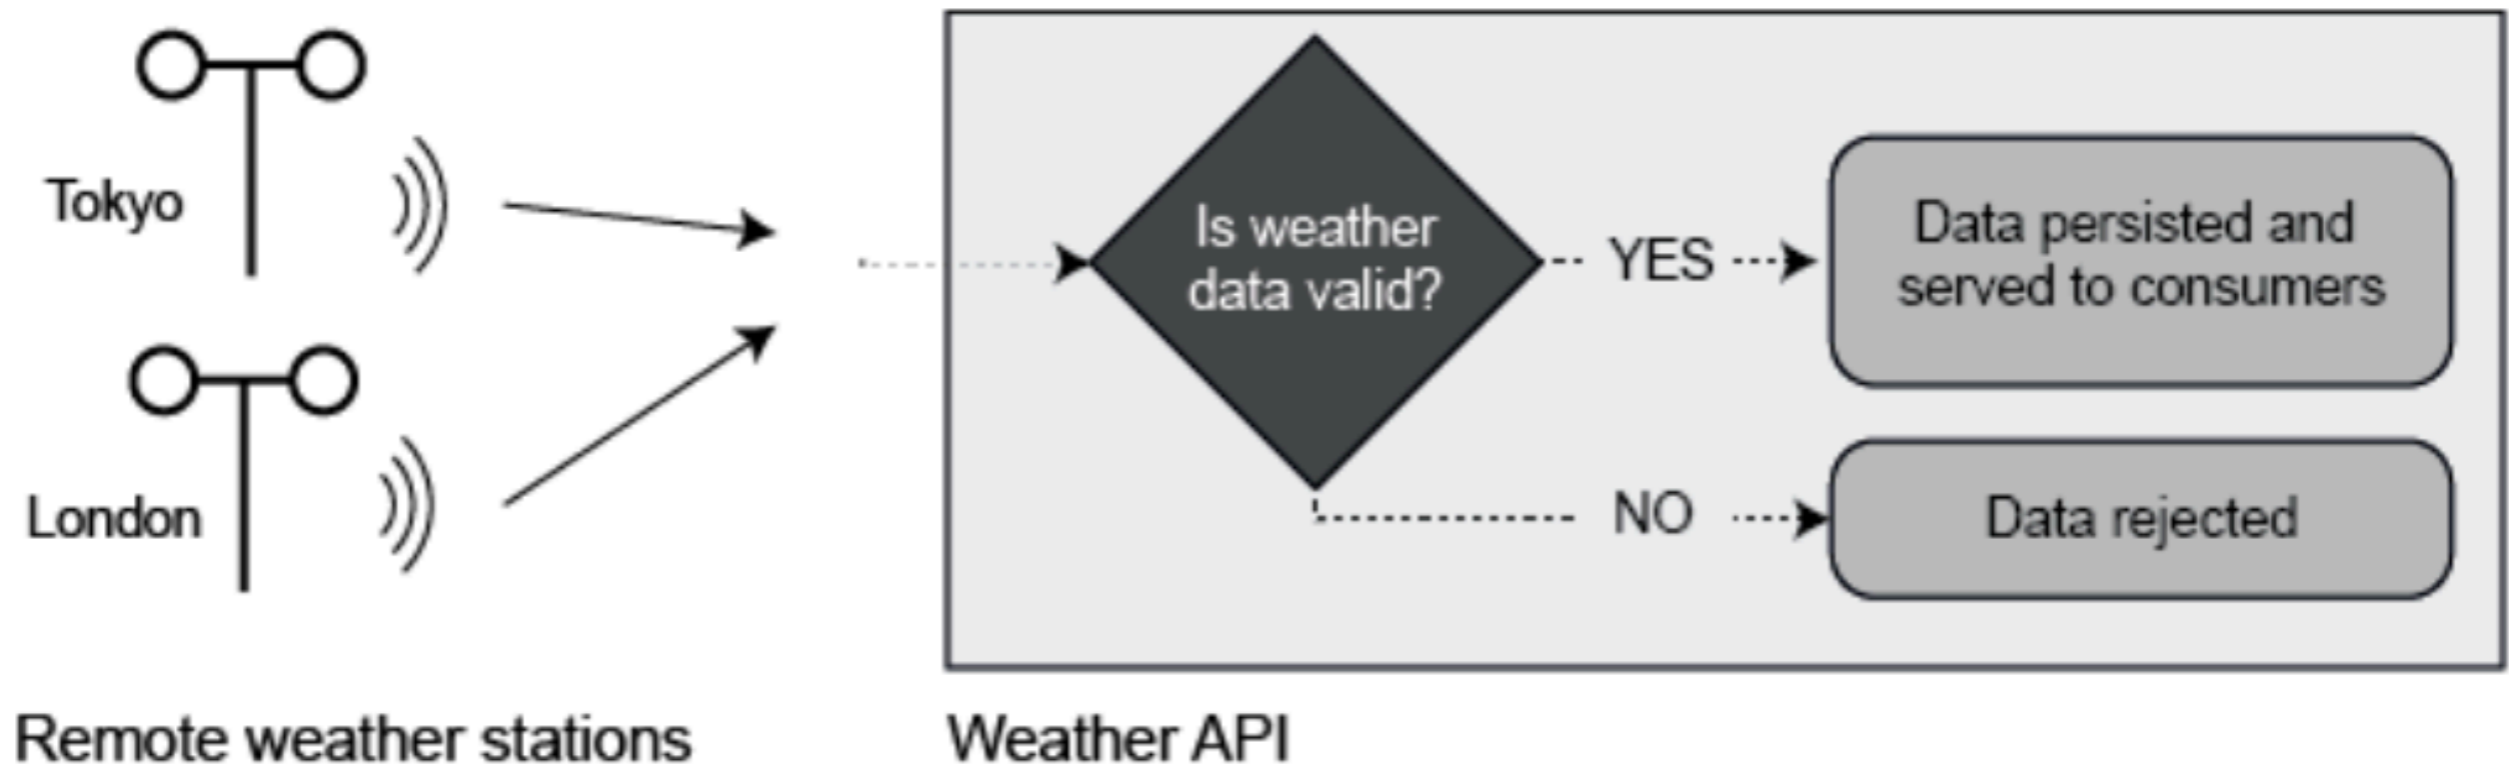 Tokyo
London
Remote weather stations
Is weather
data valid?
YES
Data persisted and
served to consumers
NO
Data rejected
Weather API